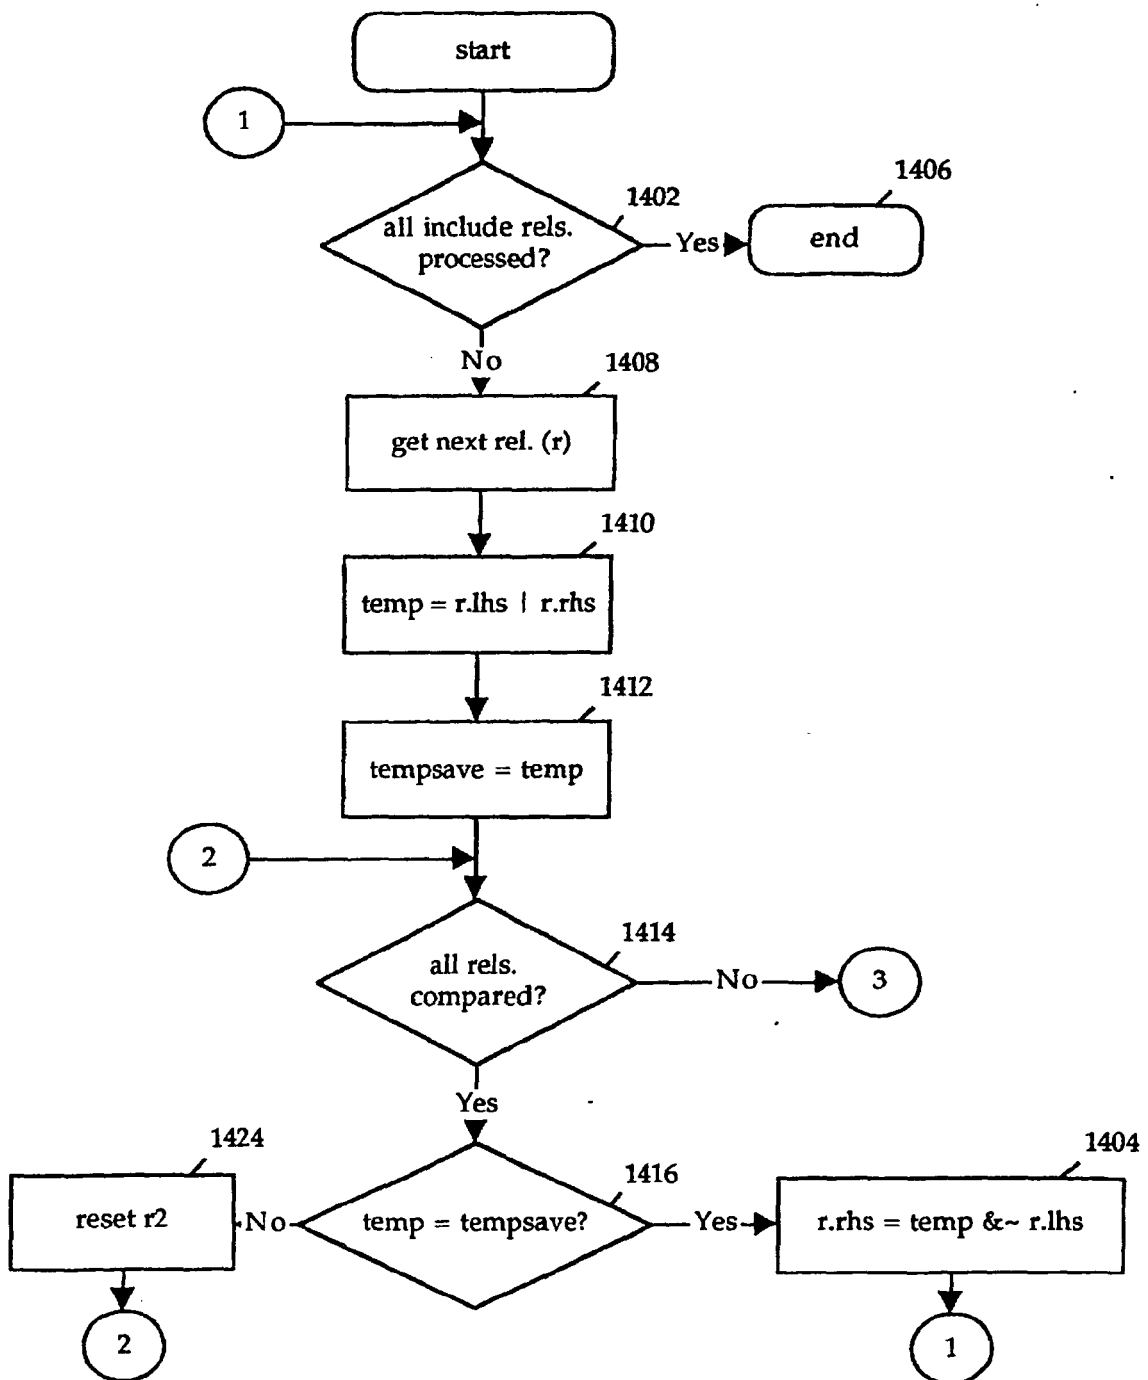 start
1
1402
1406
all include rels.
processed?
Yes
end
No
1408
get next rel. (r)
1410
temp = r.lhs | r.rhs
1412
tempsave = temp
2
1414
all rels.
compared?
No
3
Yes
1424
1416
1404
reset r2
No
temp = tempsave?
Yes
r.rhs = temp &~ r.lhs
2
1